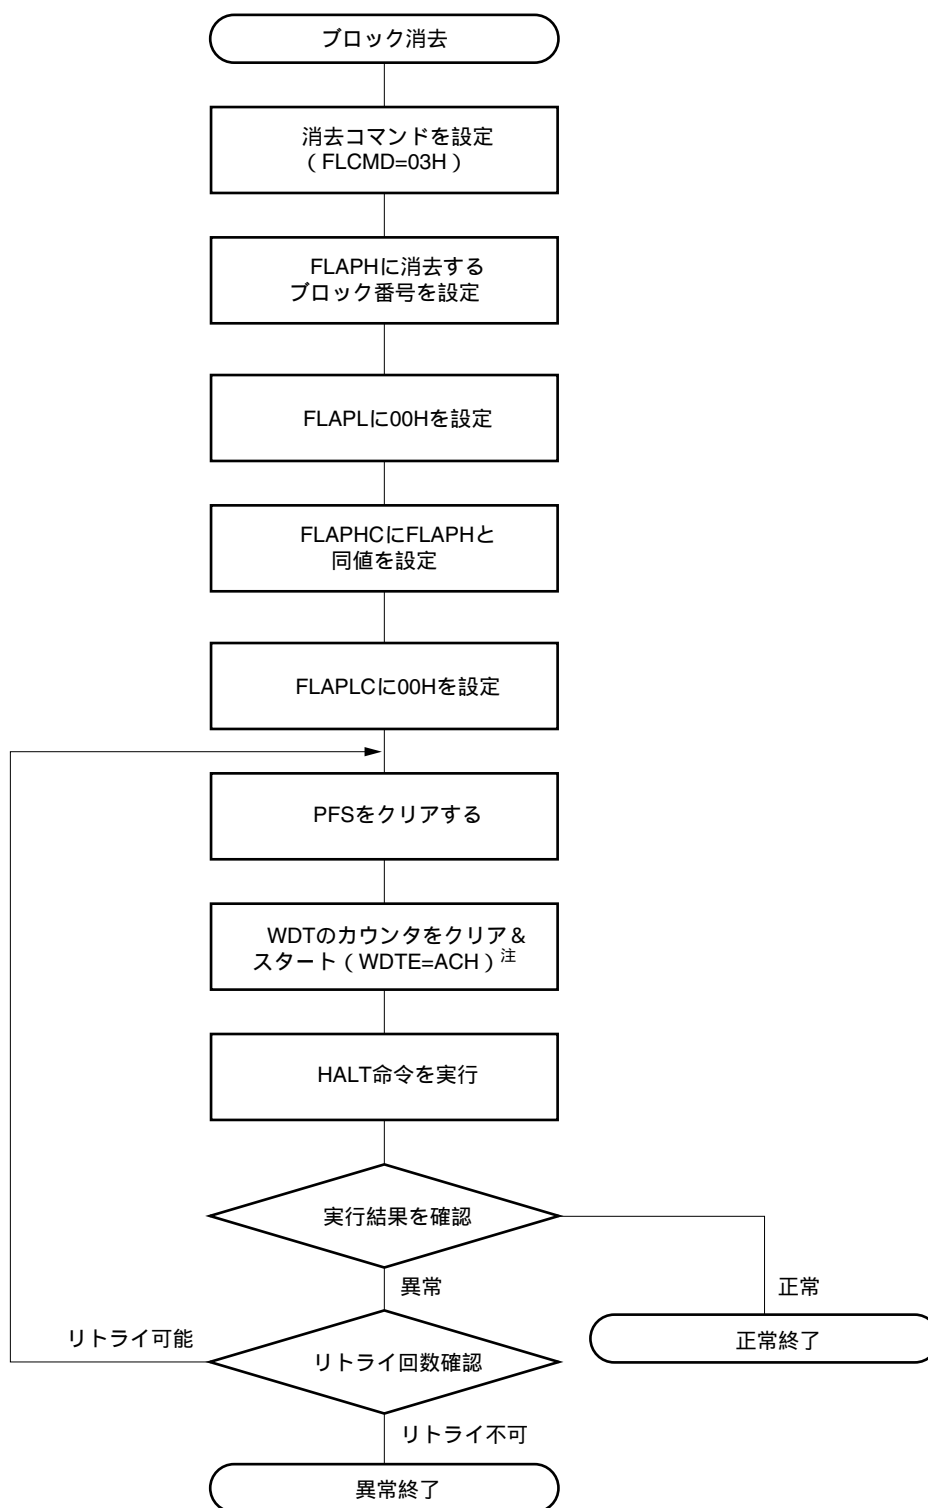 ブロック消去
消去コマンドを設定
（FLCMD=03H）
FLAPHに消去する
ブロック番号を設定
FLAPLに00Hを設定
FLAPHCにFLAPHと
同値を設定
FLAPLCに00Hを設定
PFSをクリアする
WDTのカウンタをクリア＆
スタート（WDTE=ACH）注
HALT命令を実行
実行結果を確認
異常
正常
リトライ可能
正常終了
リトライ回数確認
リトライ不可
異常終了